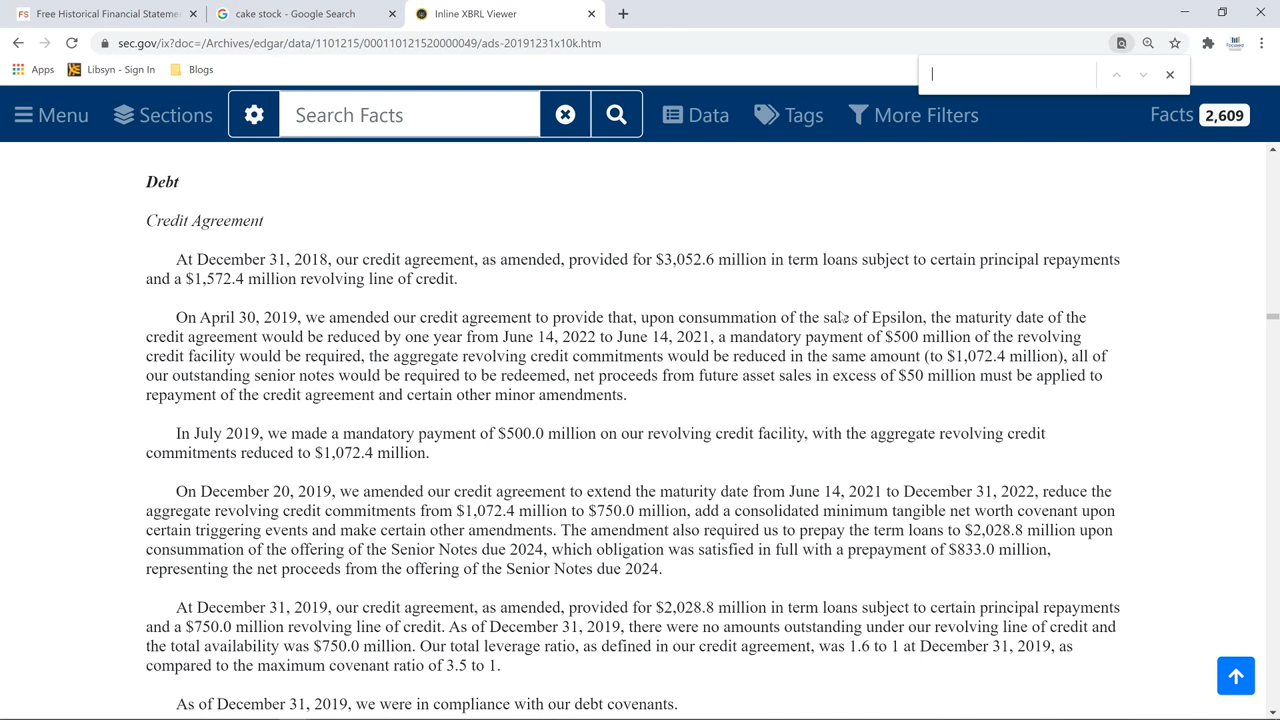 Free Historical Financial Stateme
cake stock - Google Search
Inline XBRL Viewer
sec.gov/ix?doc=/Archives/edgar/data/1101215/000110121520000049/ads-20191231x10k.htm
Apps
Libsyn - Sign In
Blogs
Menu
Sections
Search Facts
Data
Tags
More Filters
Facts 2,609
Debt
Credit Agreement
At December 31, 2018, our credit agreement, as amended, provided for $3,052.6 million in term loans subject to certain principal repayments
and a $1,572.4 million revolving line of credit.
On April 30, 2019, we amended our credit agreement to provide that, upon consummation of the sale of Epsilon, the maturity date of the
credit agreement would be reduced by one year from June 14, 2022 to June 14, 2021, a mandatory payment of $500 million of the revolving
credit facility would be required, the aggregate revolving credit commitments would be reduced in the same amount (to $1,072.4 million), all of
our outstanding senior notes would be required to be redeemed, net proceeds from future asset sales in excess of $50 million must be applied to
repayment of the credit agreement and certain other minor amendments.
In July 2019, we made a mandatory payment of $500.0 million on our revolving credit facility, with the aggregate revolving credit
commitments reduced to $1,072.4 million.
On December 20, 2019, we amended our credit agreement to extend the maturity date from June 14, 2021 to December 31, 2022, reduce the
aggregate revolving credit commitments from $1,072.4 million to $750.0 million, add a consolidated minimum tangible net worth covenant upon
certain triggering events and make certain other amendments. The amendment also required us to prepay the term loans to $2,028.8 million upon
consummation of the offering of the Senior Notes due 2024, which obligation was satisfied in full with a prepayment of $833.0 million,
representing the net proceeds from the offering of the Senior Notes due 2024.
At December 31, 2019, our credit agreement, as amended, provided for $2,028.8 million in term loans subject to certain principal repayments
and a $750.0 million revolving line of credit. As of December 31, 2019, there were no amounts outstanding under our revolving line of credit and
the total availability was $750.0 million. Our total leverage ratio, as defined in our credit agreement, was 1.6 to 1 at December 31, 2019, as
compared to the maximum covenant ratio of 3.5 to 1.
As of December 31, 2019, we were in compliance with our debt covenants.